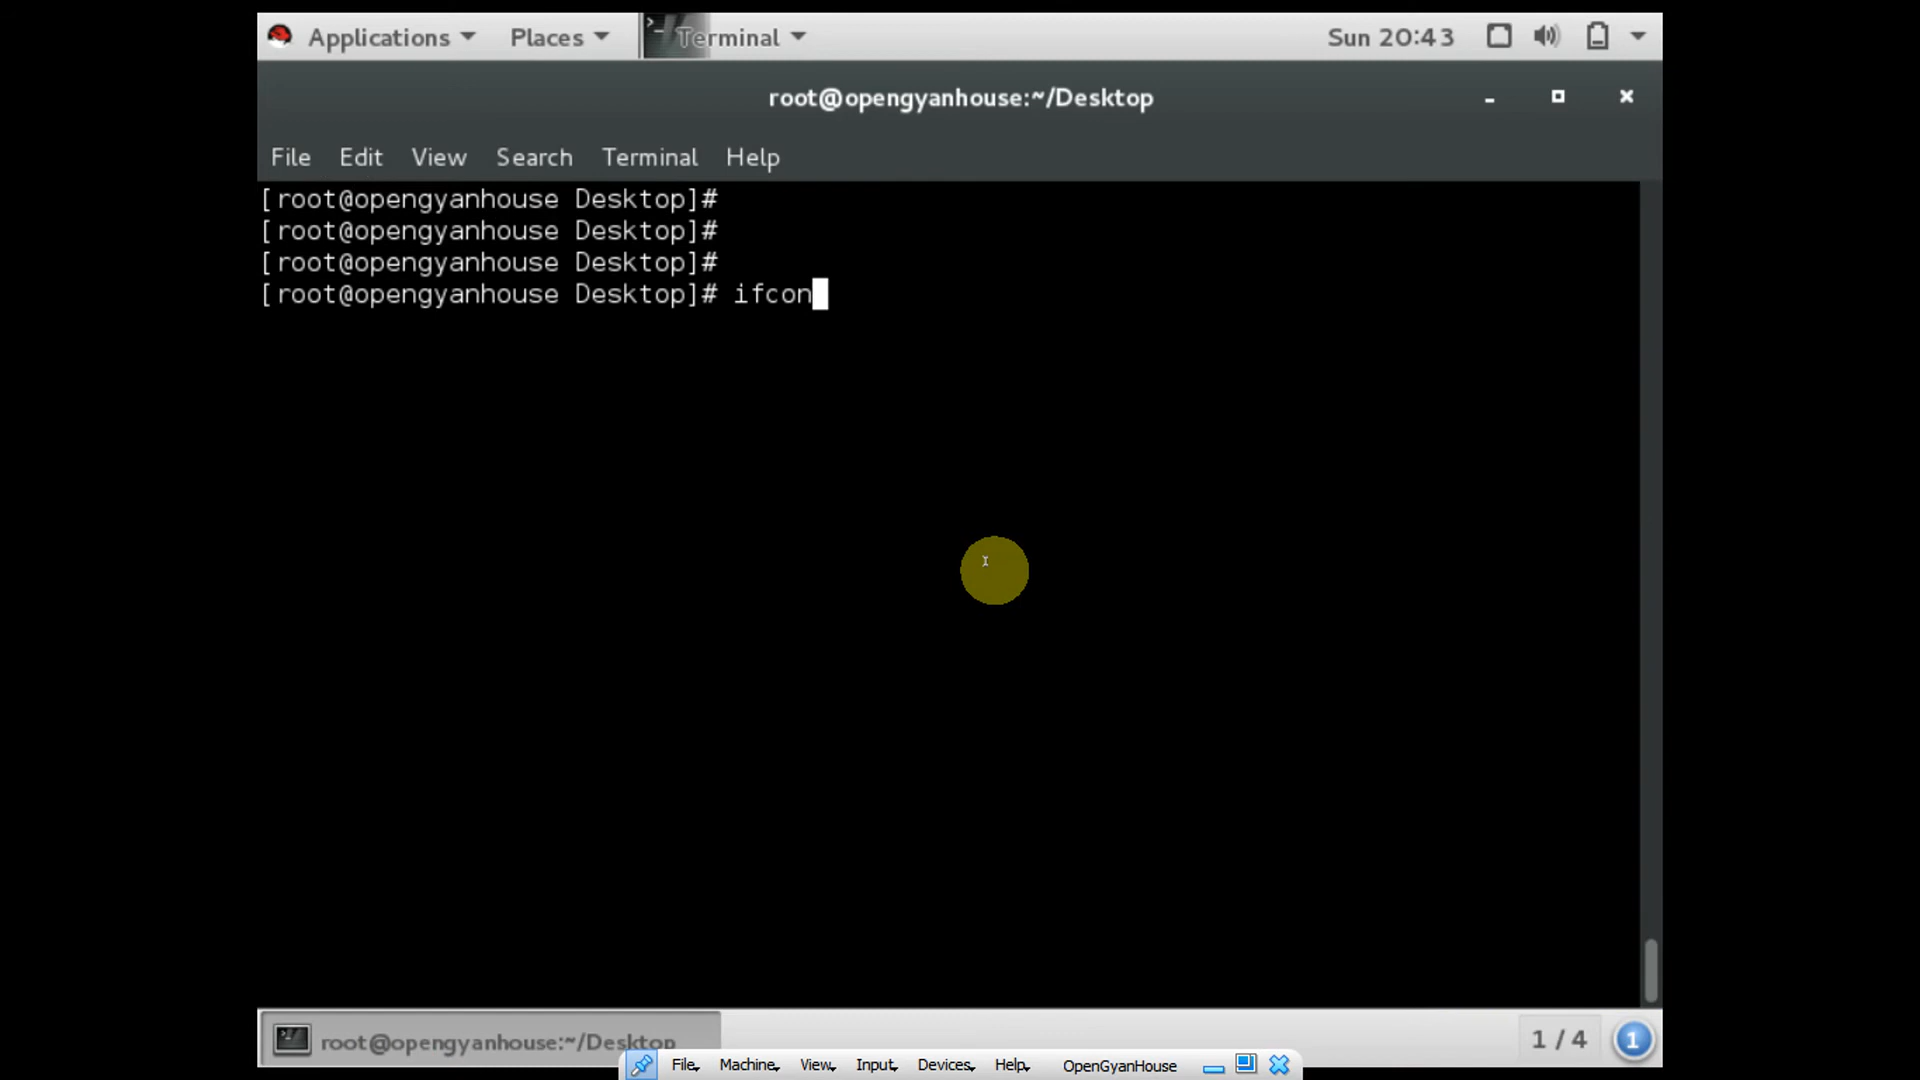 Applications Places Terminal Sun 20:43
root@opengyanhouse:~/Desktop
File Edit View Search Terminal Help
[root@opengyanhouse Desktop]#
[root@opengyanhouse Desktop]#
[root@opengyanhouse Desktop]#
[root@opengyanhouse Desktop]# ifcon
root@opengyanhouse:~/Desktop 1 / 4 1
File Machine View Input Devices Help OpenGyanHouse